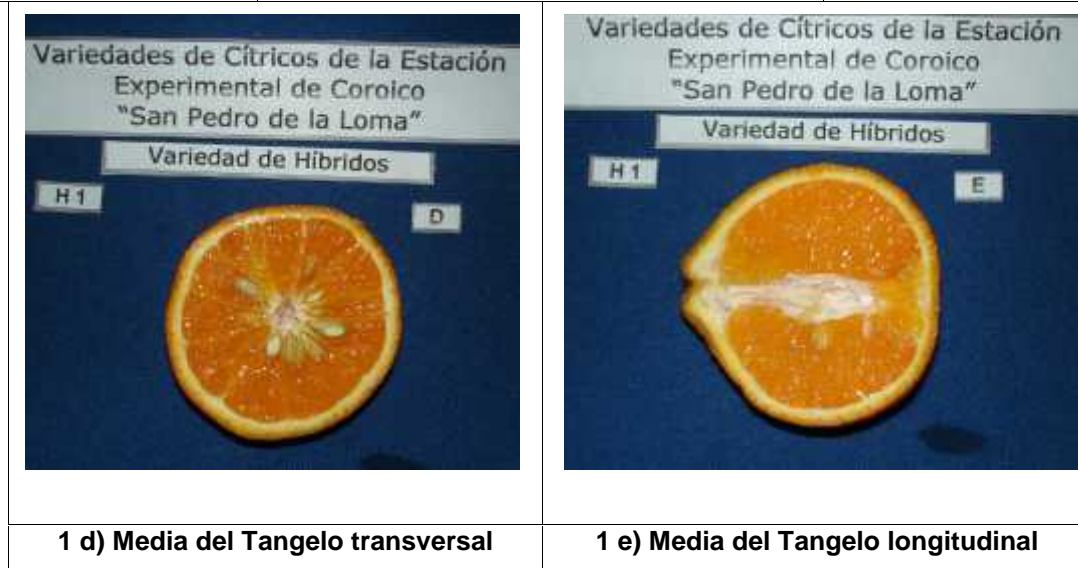 Variedades de Cítricos de la Estación
Experimental de Coroico
"San Pedro de la Loma"
Variedad de Híbridos
H 1
D
Variedades de Cítricos de la Estación
Experimental de Coroico
"San Pedro de la Loma"
Variedad de Híbridos
H 1
E
1 d) Media del Tangelo transversal
1 e) Media del Tangelo longitudinal